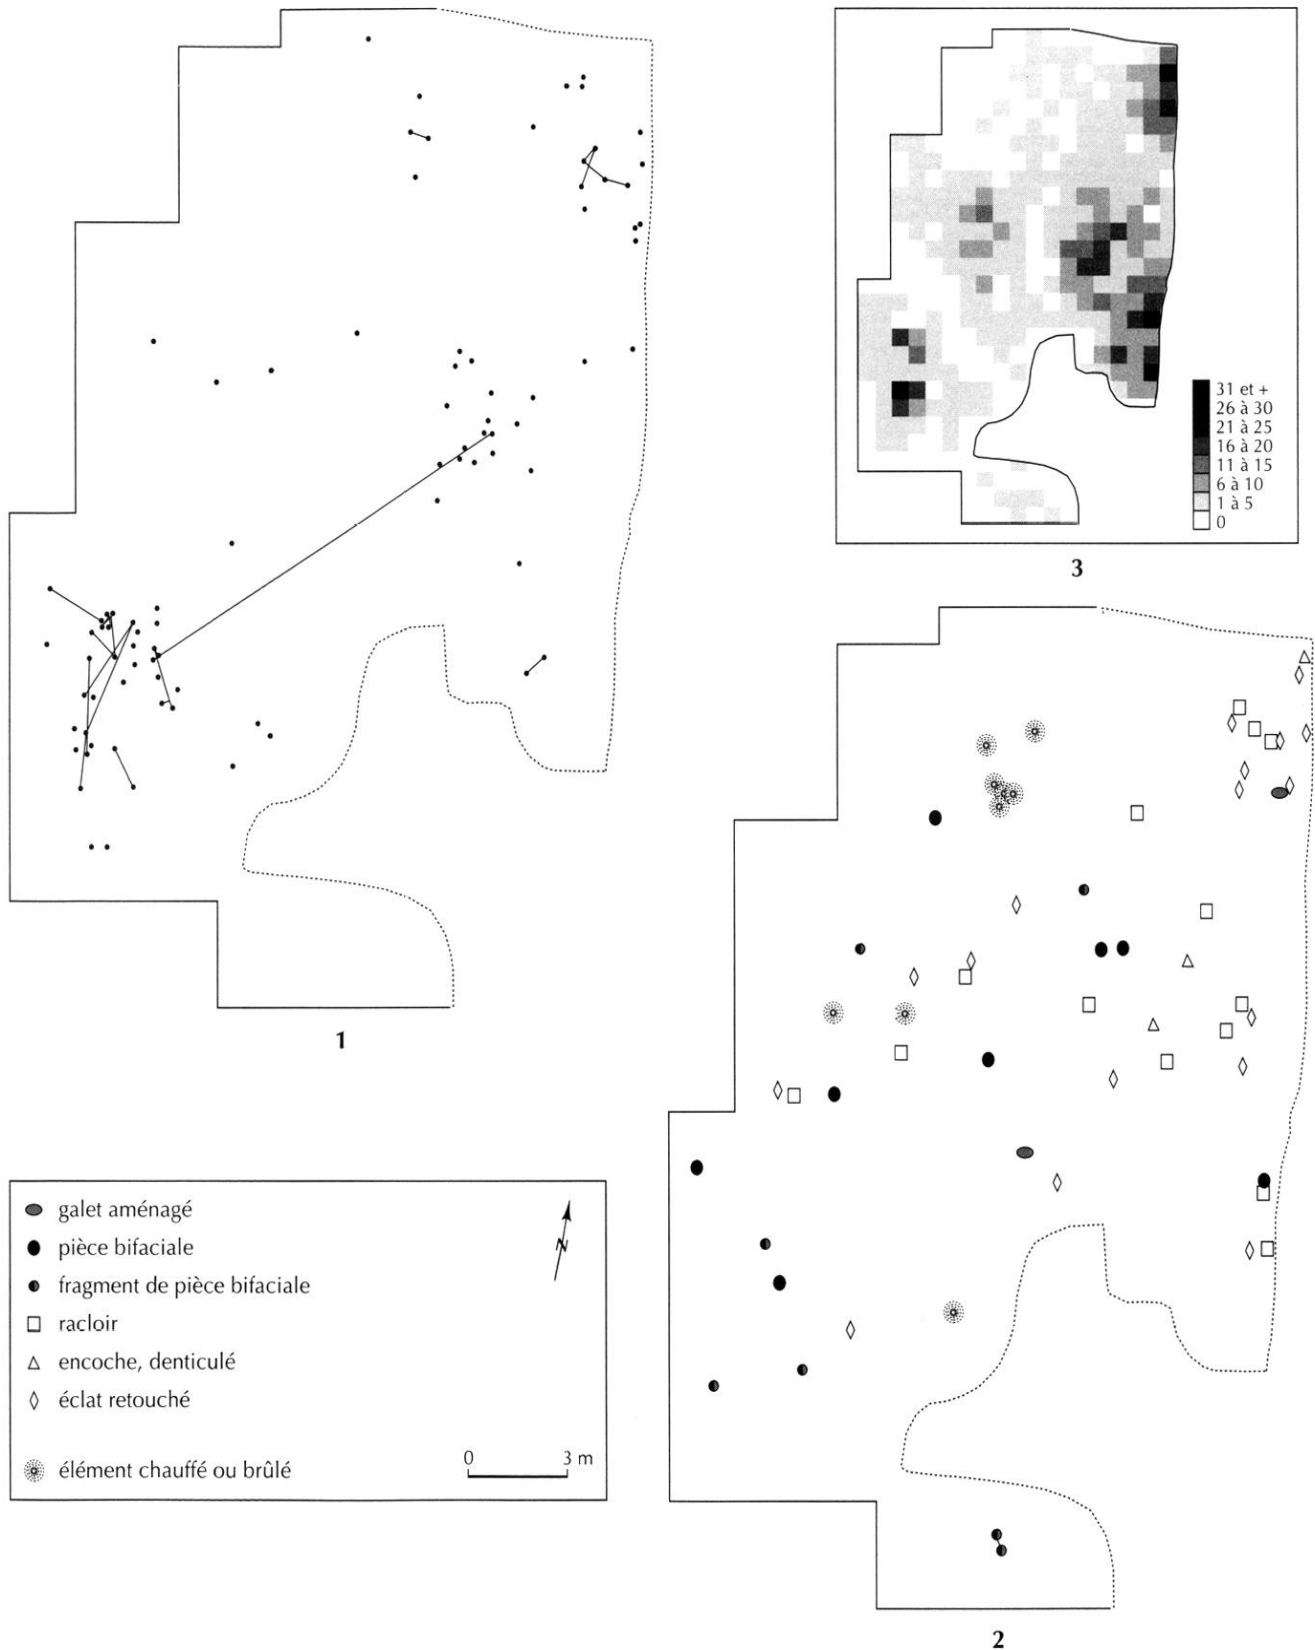 31 et +
26 à 30
21 à 25
16 à 20
11 à 15
6 à 10
1 à 5
0
3
1
galet aménagé
pièce bifaciale
fragment de pièce bifaciale
racloir
encoche, denticulé
éclat retouché
élément chauffé ou brûlé
N
0 3 m
2